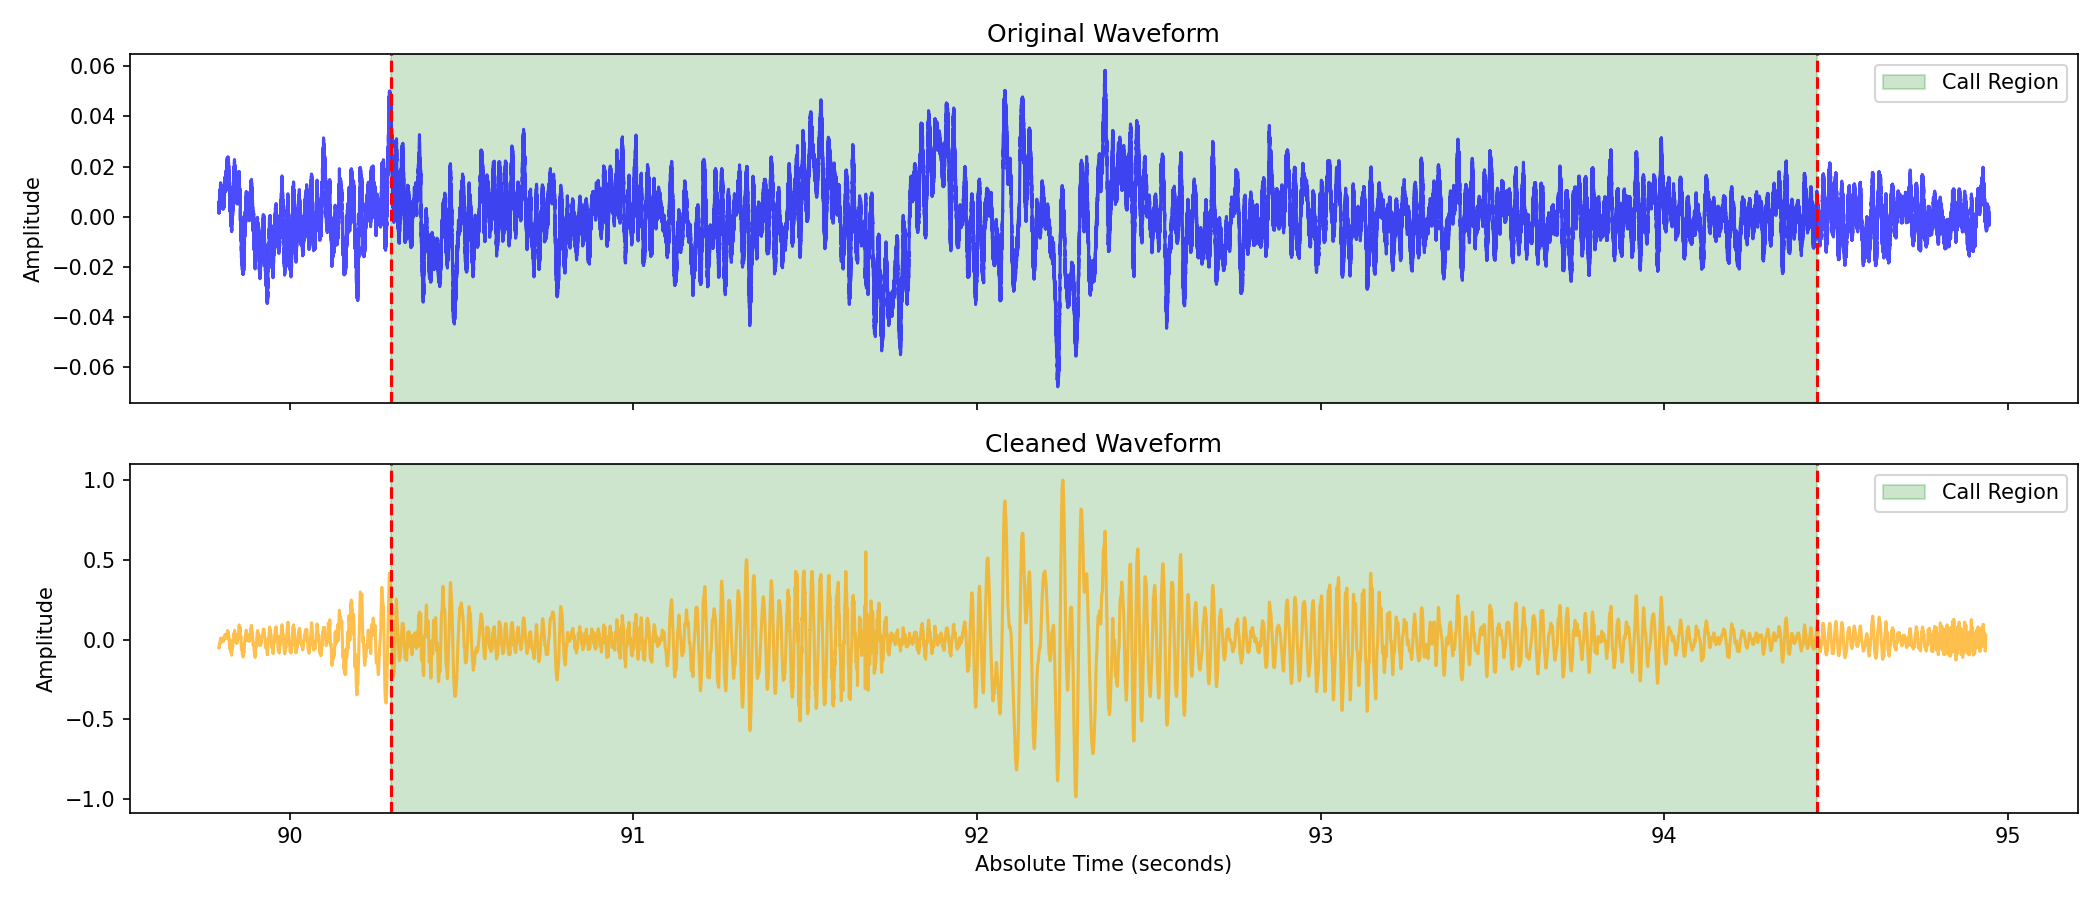 Original Waveform
Amplitude
0.06
0.04
0.02
0.00
−0.02
−0.04
−0.06
Call Region
Cleaned Waveform
Amplitude
1.0
0.5
0.0
−0.5
−1.0
Call Region
90 91 92 93 94 95
Absolute Time (seconds)